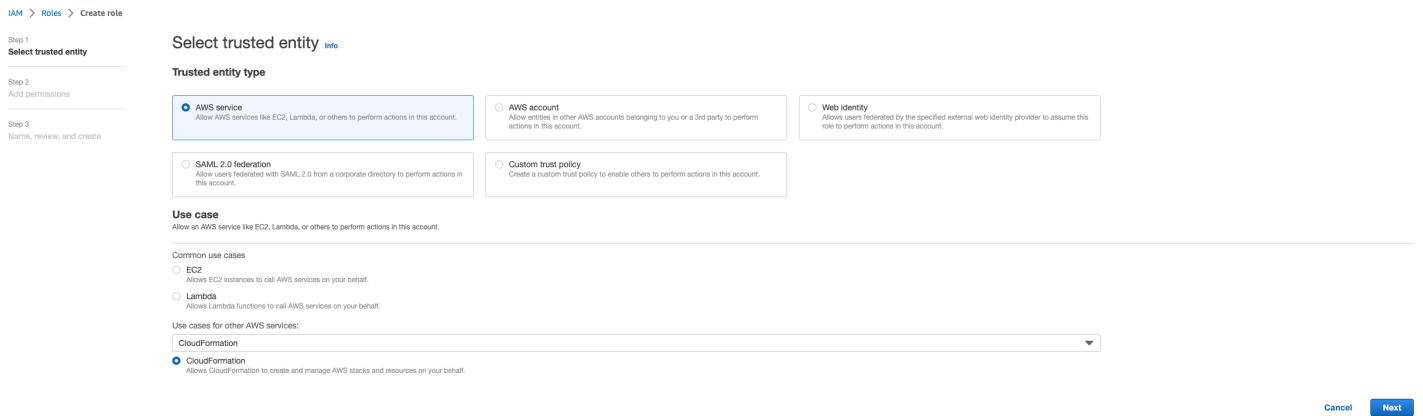 IAM > Roles > Create role
Step 1
Select trusted entity
Step 2
Add permissions
Step 3
Name, review, and create
Select trusted entity Info
Trusted entity type
AWS service
Allow AWS services like EC2, Lambda, or others to perform actions in this account.
AWS account
Allow entities in other AWS accounts belonging to you or a 3rd party to perform
actions in this account.
Web identity
Allows users federated by the specified external web identity provider to assume this
role to perform actions in this account.
SAML 2.0 federation
Allow users federated with SAML 2.0 from a corporate directory to perform actions in
this account.
Custom trust policy
Create a custom trust policy to enable others to perform actions in this account.
Use case
Allow an AWS service like EC2, Lambda, or others to perform actions in this account.
Common use cases
EC2
Allows EC2 instances to call AWS services on your behalf.
Lambda
Allows Lambda functions to call AWS services on your behalf.
Use cases for other AWS services:
CloudFormation
CloudFormation
Allows CloudFormation to create and manage AWS stacks and resources on your behalf.
Cancel
Next